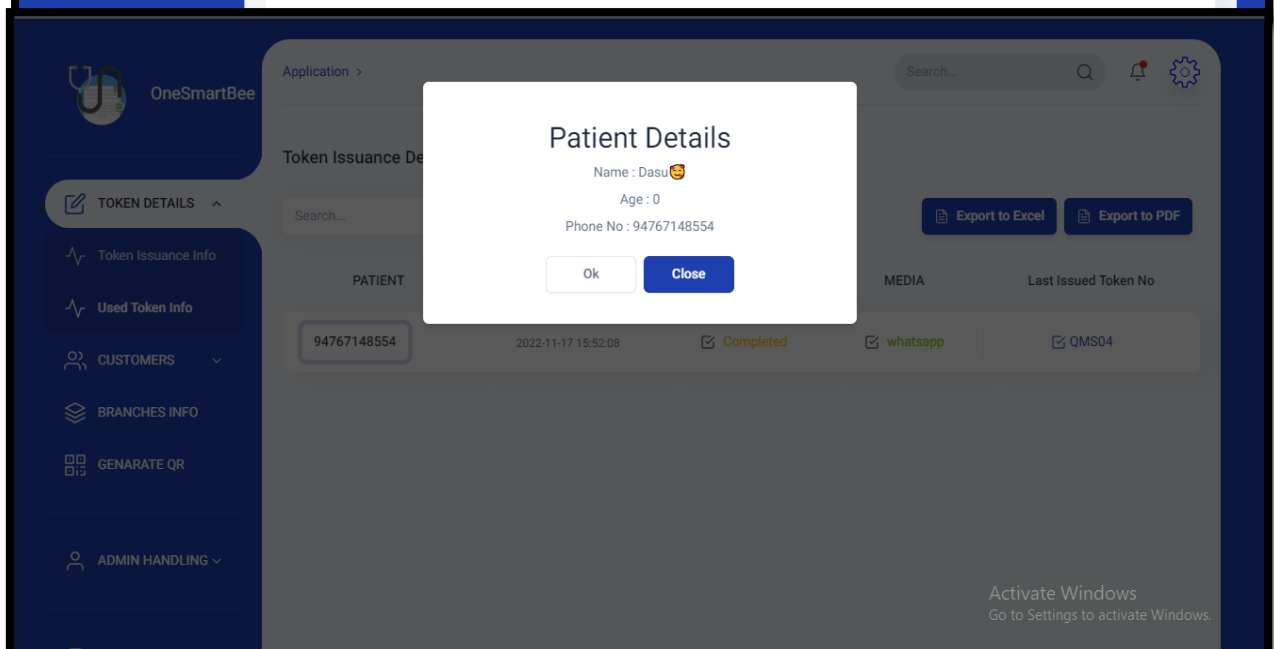 OneSmartBee
Application >
Search...
Token Issuance De
TOKEN DETAILS
Search...
Export to Excel
Export to PDF
Token Issuance Info
Used Token Info
PATIENT
MEDIA
Last Issued Token No
94767148554
2022-11-17 15:52:08
Completed
whatsapp
QMS04
CUSTOMERS
BRANCHES INFO
GENARATE QR
ADMIN HANDLING
Patient Details
Name : Dasu🥰
Age : 0
Phone No : 94767148554
Ok
Close
Activate Windows
Go to Settings to activate Windows.